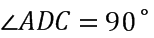 ∠ADC = 90°